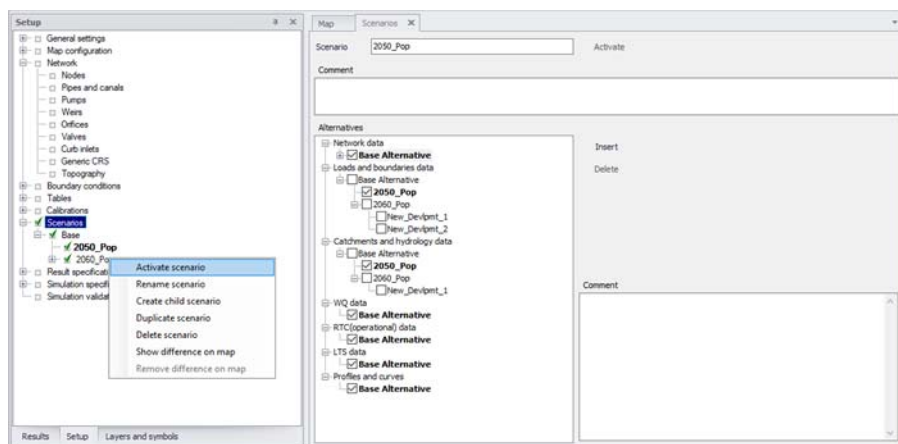 Setup
General settings
Map configuration
Network
Nodes
Pipes and canals
Pumps
Weirs
Orifices
Valves
Curb inlets
Generic CRS
Topography
Boundary conditions
Tables
Calibrations
Scenarios
Base
2050_Pop
2060_Po
Result specificati
Simulation specifi
Simulation validat
Activate scenario
Rename scenario
Create child scenario
Duplicate scenario
Delete scenario
Show difference on map
Remove difference on map
Results Setup Layers and symbols
Map Scenarios
Scenario 2050_Pop Activate
Comment
Alternatives
Network data
Base Alternative
Loads and boundaries data
Base Alternative
2050_Pop
2060_Pop
New_Devlpmt_1
New_Devlpmt_2
Catchments and hydrology data
Base Alternative
2050_Pop
2060_Pop
New_Devlpmt_1
WQ data
Base Alternative
RTC(operational) data
Base Alternative
LTS data
Base Alternative
Profiles and curves
Base Alternative
Insert
Delete
Comment